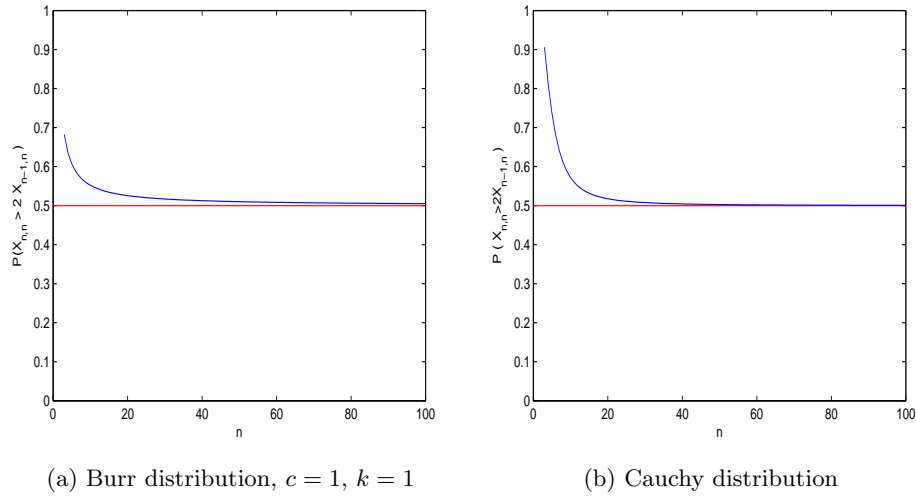 1
0.9
0.8
0.7
0.6
0.5
0.4
0.3
0.2
0.1
0
P(X_{n,n} > 2 X_{n-1,n})
0 20 40 60 80 100
n
(a) Burr distribution, c = 1, k = 1
1
0.9
0.8
0.7
0.6
0.5
0.4
0.3
0.2
0.1
0
P ( X_{n,n}>2X_{n-1,n} )
0 20 40 60 80 100
n
(b) Cauchy distribution